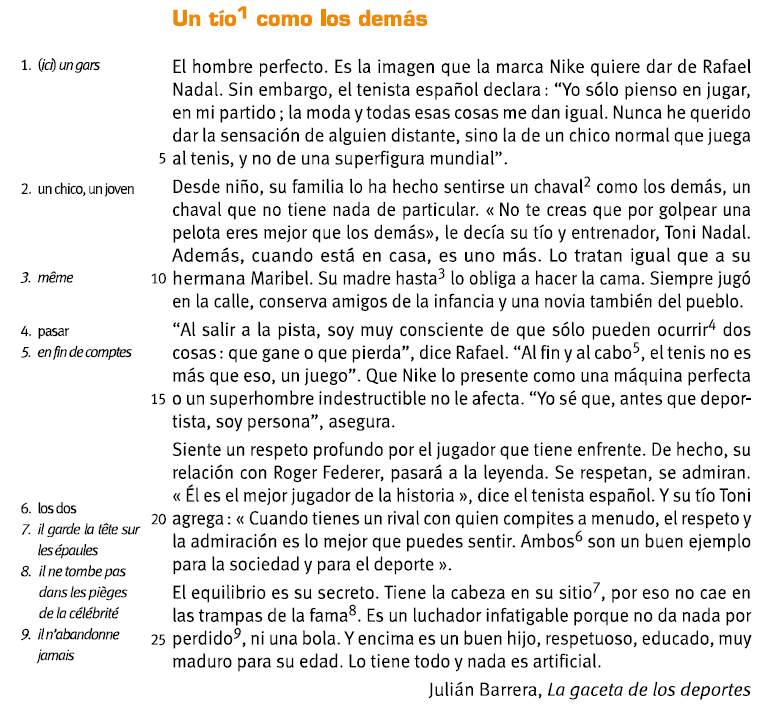 Un tío¹ como los demás
1. (ici) un gars
El hombre perfecto. Es la imagen que la marca Nike quiere dar de Rafael
Nadal. Sin embargo, el tenista español declara : “Yo sólo pienso en jugar,
en mi partido ; la moda y todas esas cosas me dan igual. Nunca he querido
dar la sensación de alguien distante, sino la de un chico normal que juega
5 al tenis, y no de una superfigura mundial”.
2. un chico, un joven
Desde niño, su familia lo ha hecho sentirse un chaval² como los demás, un
chaval que no tiene nada de particular. « No te creas que por golpear una
pelota eres mejor que los demás», le decía su tío y entrenador, Toni Nadal.
Además, cuando está en casa, es uno más. Lo tratan igual que a su
3. même
10 hermana Maribel. Su madre hasta³ lo obliga a hacer la cama. Siempre jugó
en la calle, conserva amigos de la infancia y una novia también del pueblo.
4. pasar
5. en fin de comptes
“Al salir a la pista, soy muy consciente de que sólo pueden ocurrir⁴ dos
cosas : que gane o que pierda”, dice Rafael. “Al fin y al cabo⁵, el tenis no es
más que eso, un juego”. Que Nike lo presente como una máquina perfecta
15 o un superhombre indestructible no le afecta. “Yo sé que, antes que depor-
tista, soy persona”, asegura.
Siente un respeto profundo por el jugador que tiene enfrente. De hecho, su
relación con Roger Federer, pasará a la leyenda. Se respetan, se admiran.
« Él es el mejor jugador de la historia », dice el tenista español. Y su tío Toni
20 agrega : « Cuando tienes un rival con quien compites a menudo, el respeto y
la admiración es lo mejor que puedes sentir. Ambos⁶ son un buen ejemplo
para la sociedad y para el deporte ».
6. los dos
7. il garde la tête sur
les épaules
8. il ne tombe pas
dans les pièges
de la célébrité
9. il n'abandonne
jamais
El equilibrio es su secreto. Tiene la cabeza en su sitio⁷, por eso no cae en
las trampas de la fama⁸. Es un luchador infatigable porque no da nada por
25 perdido⁹, ni una bola. Y encima es un buen hijo, respetuoso, educado, muy
maduro para su edad. Lo tiene todo y nada es artificial.
Julián Barrera, La gaceta de los deportes